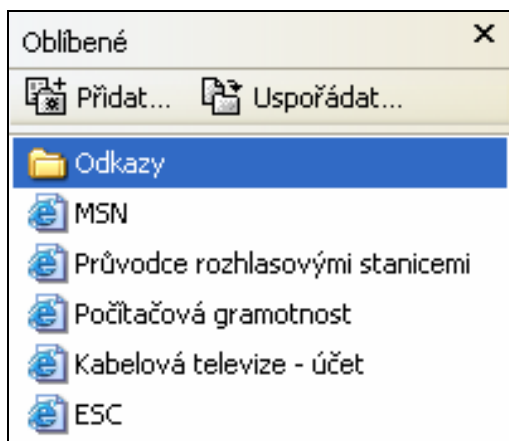 Oblíbené
Přidat... Uspořádat...
Odkazy
MSN
Průvodce rozhlasovými stanicemi
Počítačová gramotnost
Kabelová televize - účet
ESC